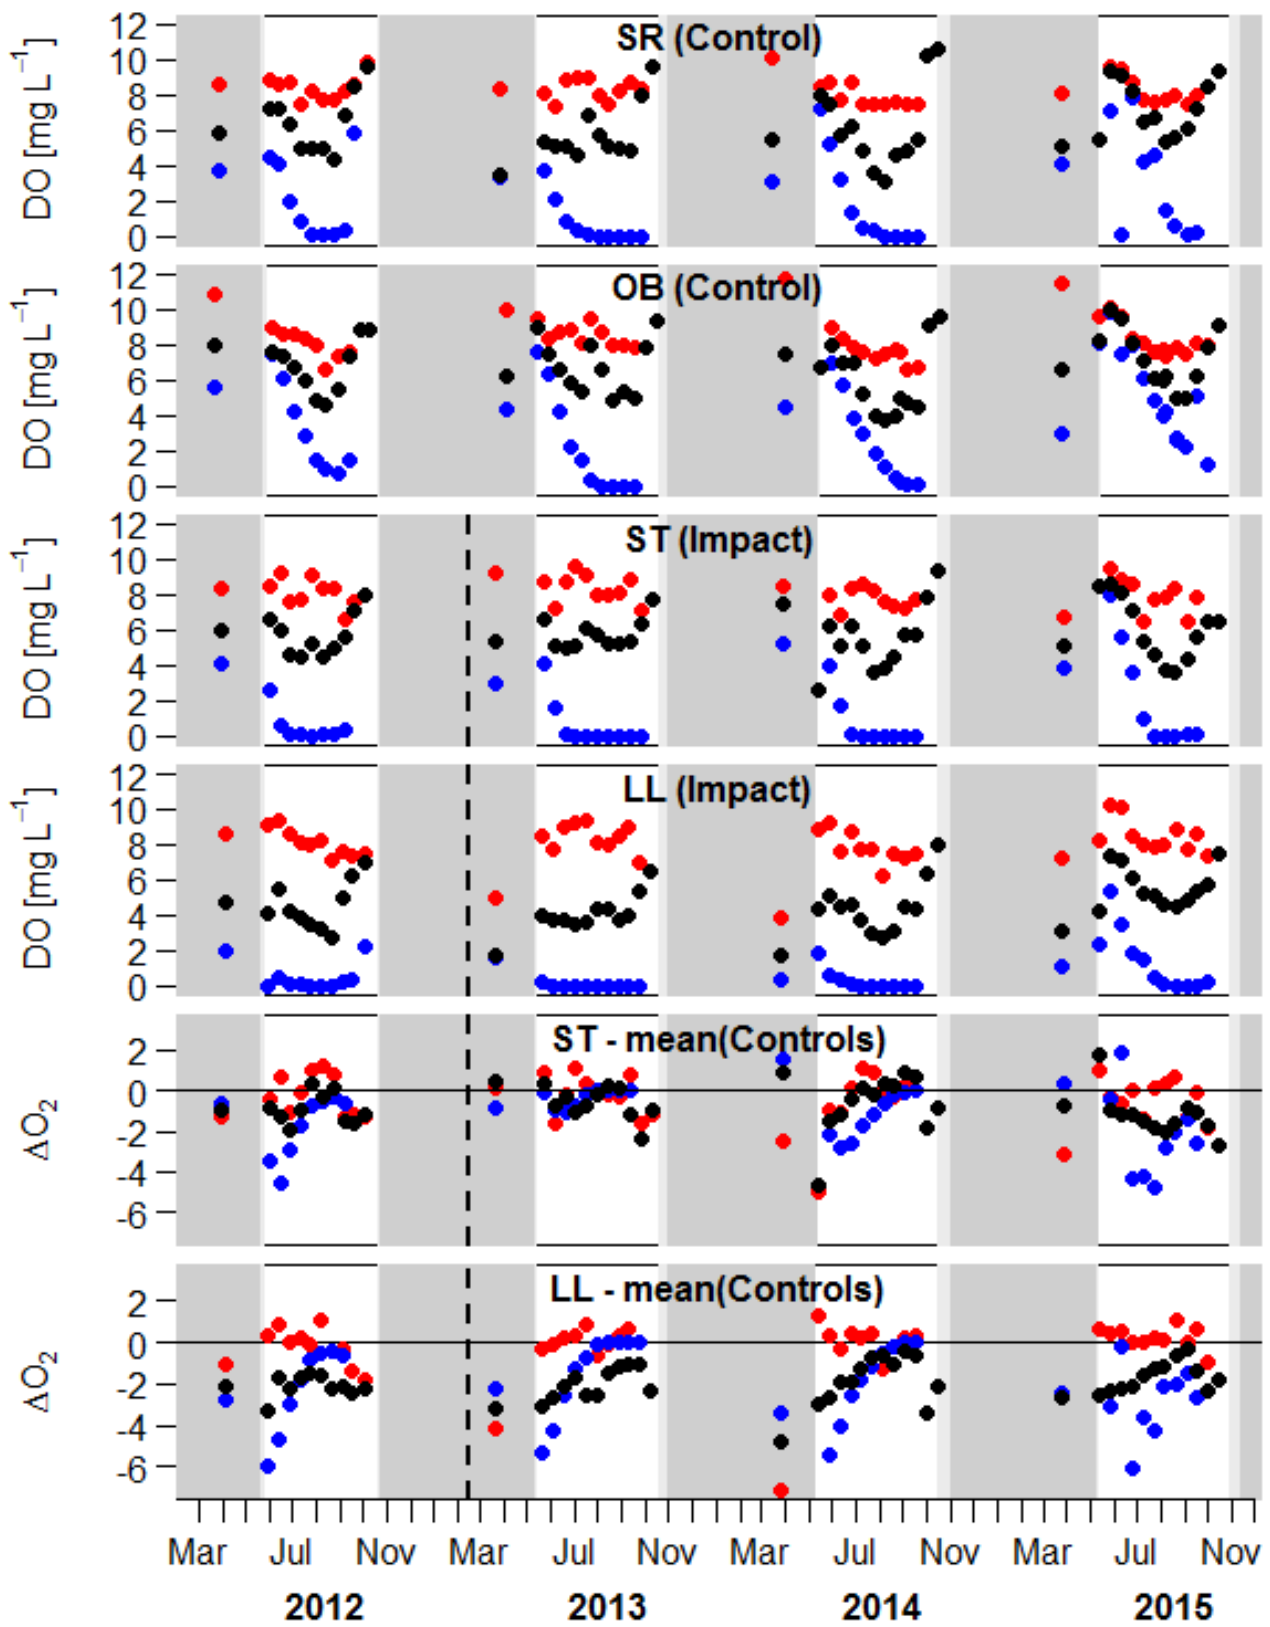 SR (Control)
DO [mg L⁻¹]
12
10
8
6
4
2
0
OB (Control)
DO [mg L⁻¹]
12
10
8
6
4
2
0
ST (Impact)
DO [mg L⁻¹]
12
10
8
6
4
2
0
LL (Impact)
DO [mg L⁻¹]
12
10
8
6
4
2
0
ST - mean(Controls)
ΔO₂
2
0
-2
-4
-6
LL - mean(Controls)
ΔO₂
2
0
-2
-4
-6
Mar Jul Nov Mar Jul Nov Mar Jul Nov Mar Jul Nov
2012 2013 2014 2015